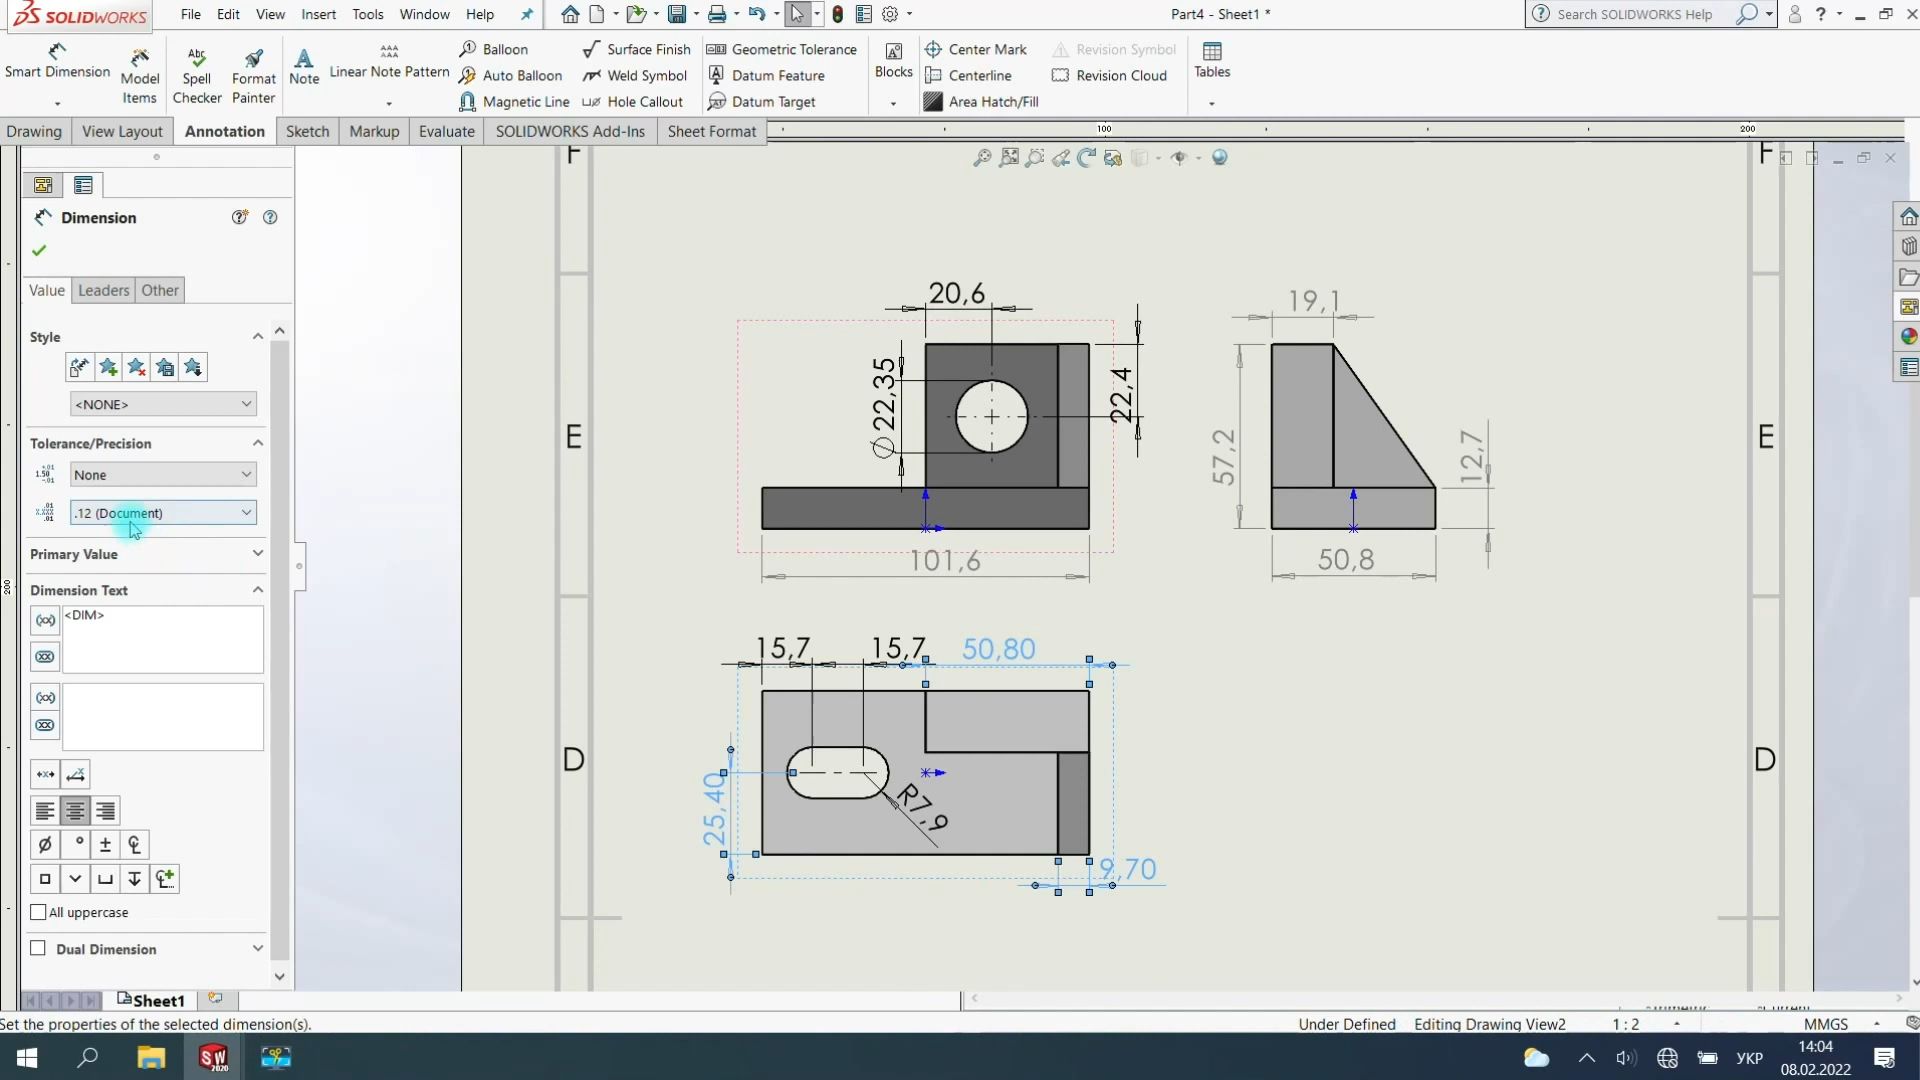 SOLIDWORKS
File Edit View Insert Tools Window Help
Part4 - Sheet1 *
Search SOLIDWORKS Help
Smart Dimension
Model Items
Spell Checker
Format Painter
Note
Linear Note Pattern
Balloon
Auto Balloon
Magnetic Line
Surface Finish
Weld Symbol
Hole Callout
Geometric Tolerance
Datum Feature
Datum Target
Blocks
Center Mark
Centerline
Area Hatch/Fill
Revision Symbol
Revision Cloud
Tables
Drawing View Layout Annotation Sketch Markup Evaluate SOLIDWORKS Add-Ins Sheet Format
100
200
F
F
Dimension
Value Leaders Other
Style
<NONE>
Tolerance/Precision
None
.12 (Document)
Primary Value
Dimension Text
<DIM>
All uppercase
Dual Dimension
200
E
E
D
D
20,6
∅22,35
22,4
101,6
19,1
57,2
12,7
50,8
15,7
15,7
50,80
25,40
R7,9
9,70
Sheet1
Set the properties of the selected dimension(s).
Under Defined
Editing Drawing View2
1 : 2
MMGS
SW
2020
УКР
14:04
08.02.2022